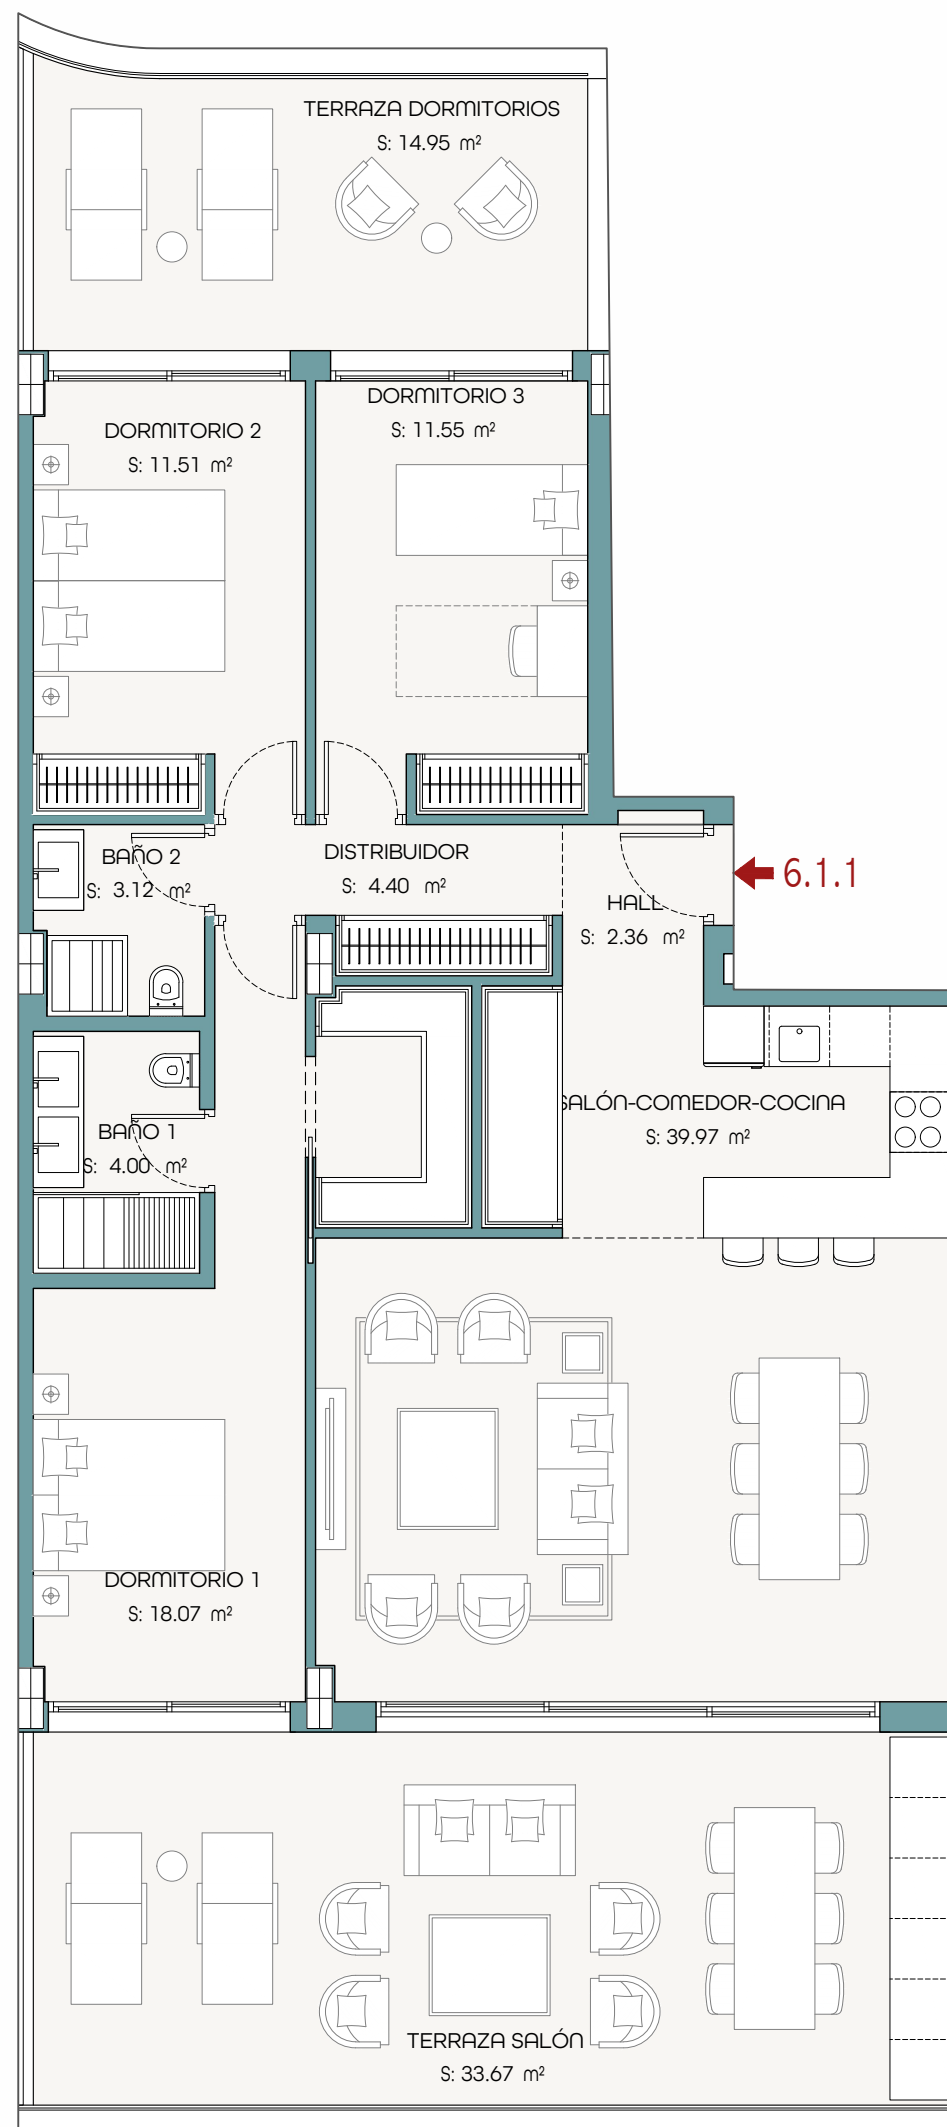 TERRAZA DORMITORIOS
S: 14.95 m²
DORMITORIO 3
S: 11.55 m²
DORMITORIO 2
S: 11.51 m²
BAÑO 2
S: 3.12 m²
DISTRIBUIDOR
S: 4.40 m²
6.1.1
HALL
S: 2.36 m²
SALÓN-COMEDOR-COCINA
S: 39.97 m²
BAÑO 1
S: 4.00 m²
DORMITORIO 1
S: 18.07 m²
TERRAZA SALÓN
S: 33.67 m²